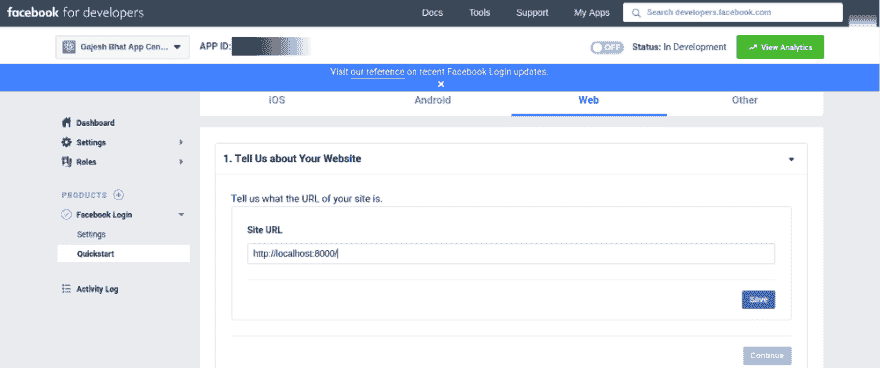 facebook for developers
Docs
Tools
Support
My Apps
Search developers.facebook.com
Gajesh Bhat App Cen...
APP ID:
OFF
Status: In Development
View Analytics
Visit our reference on recent Facebook Login updates.
iOS
Android
Web
Other
Dashboard
Settings
Roles
PRODUCTS
Facebook Login
Settings
Quickstart
Activity Log
1. Tell Us about Your Website
Tell us what the URL of your site is.
Site URL
http://localhost:8000/
Save
Continue